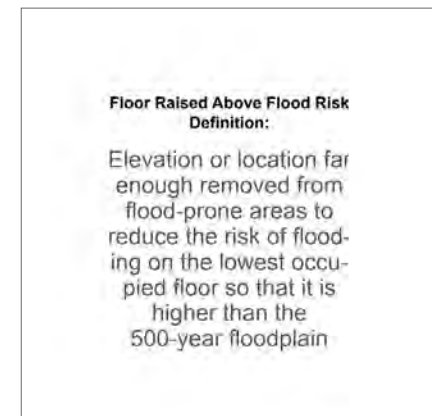 Floor Raised Above Flood Risk
Definition:
Elevation or location far
enough removed from
flood-prone areas to
reduce the risk of flood-
ing on the lowest occu-
pied floor so that it is
higher than the
500-year floodplain